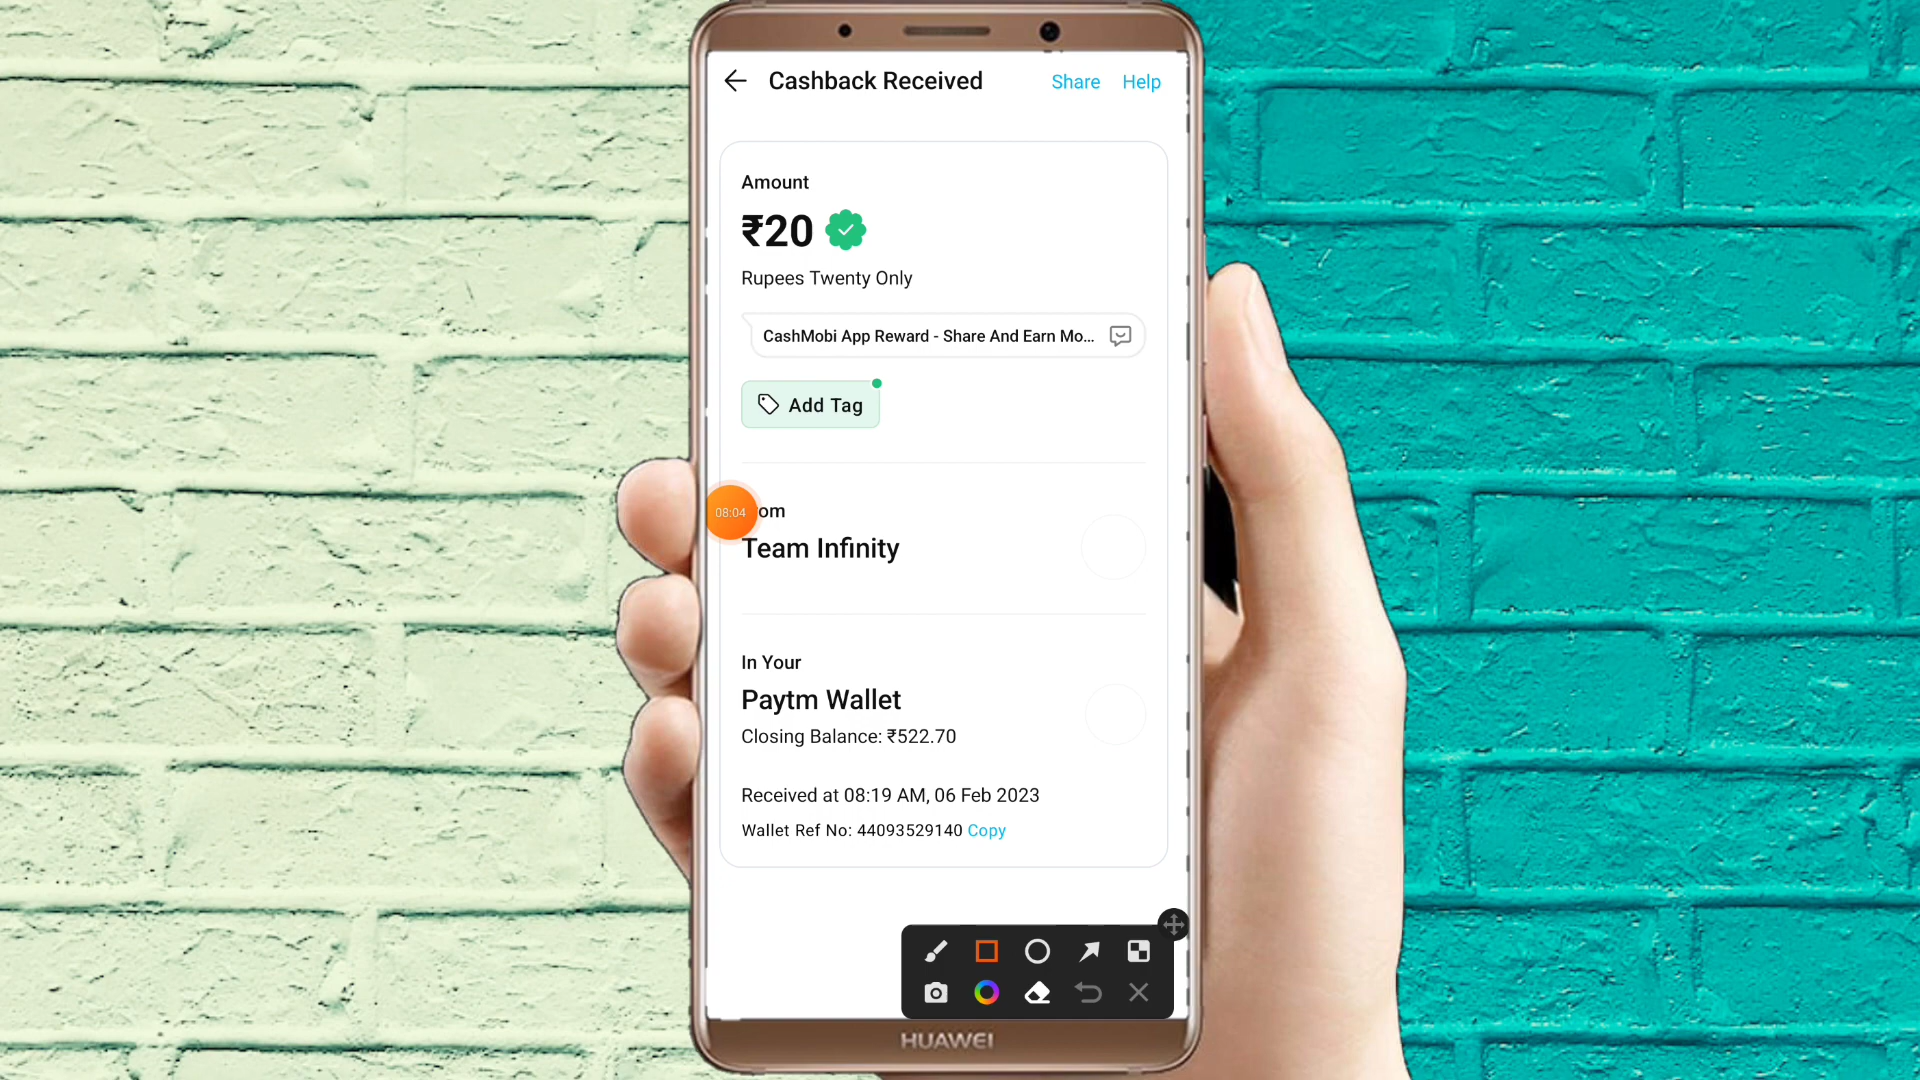 Cashback Received
Share Help
Amount
₹20
Rupees Twenty Only
CashMobi App Reward - Share And Earn Mo...
Add Tag
08:04
om
Team Infinity
In Your
Paytm Wallet
Closing Balance: ₹522.70
Received at 08:19 AM, 06 Feb 2023
Wallet Ref No: 44093529140 Copy
HUAWEI